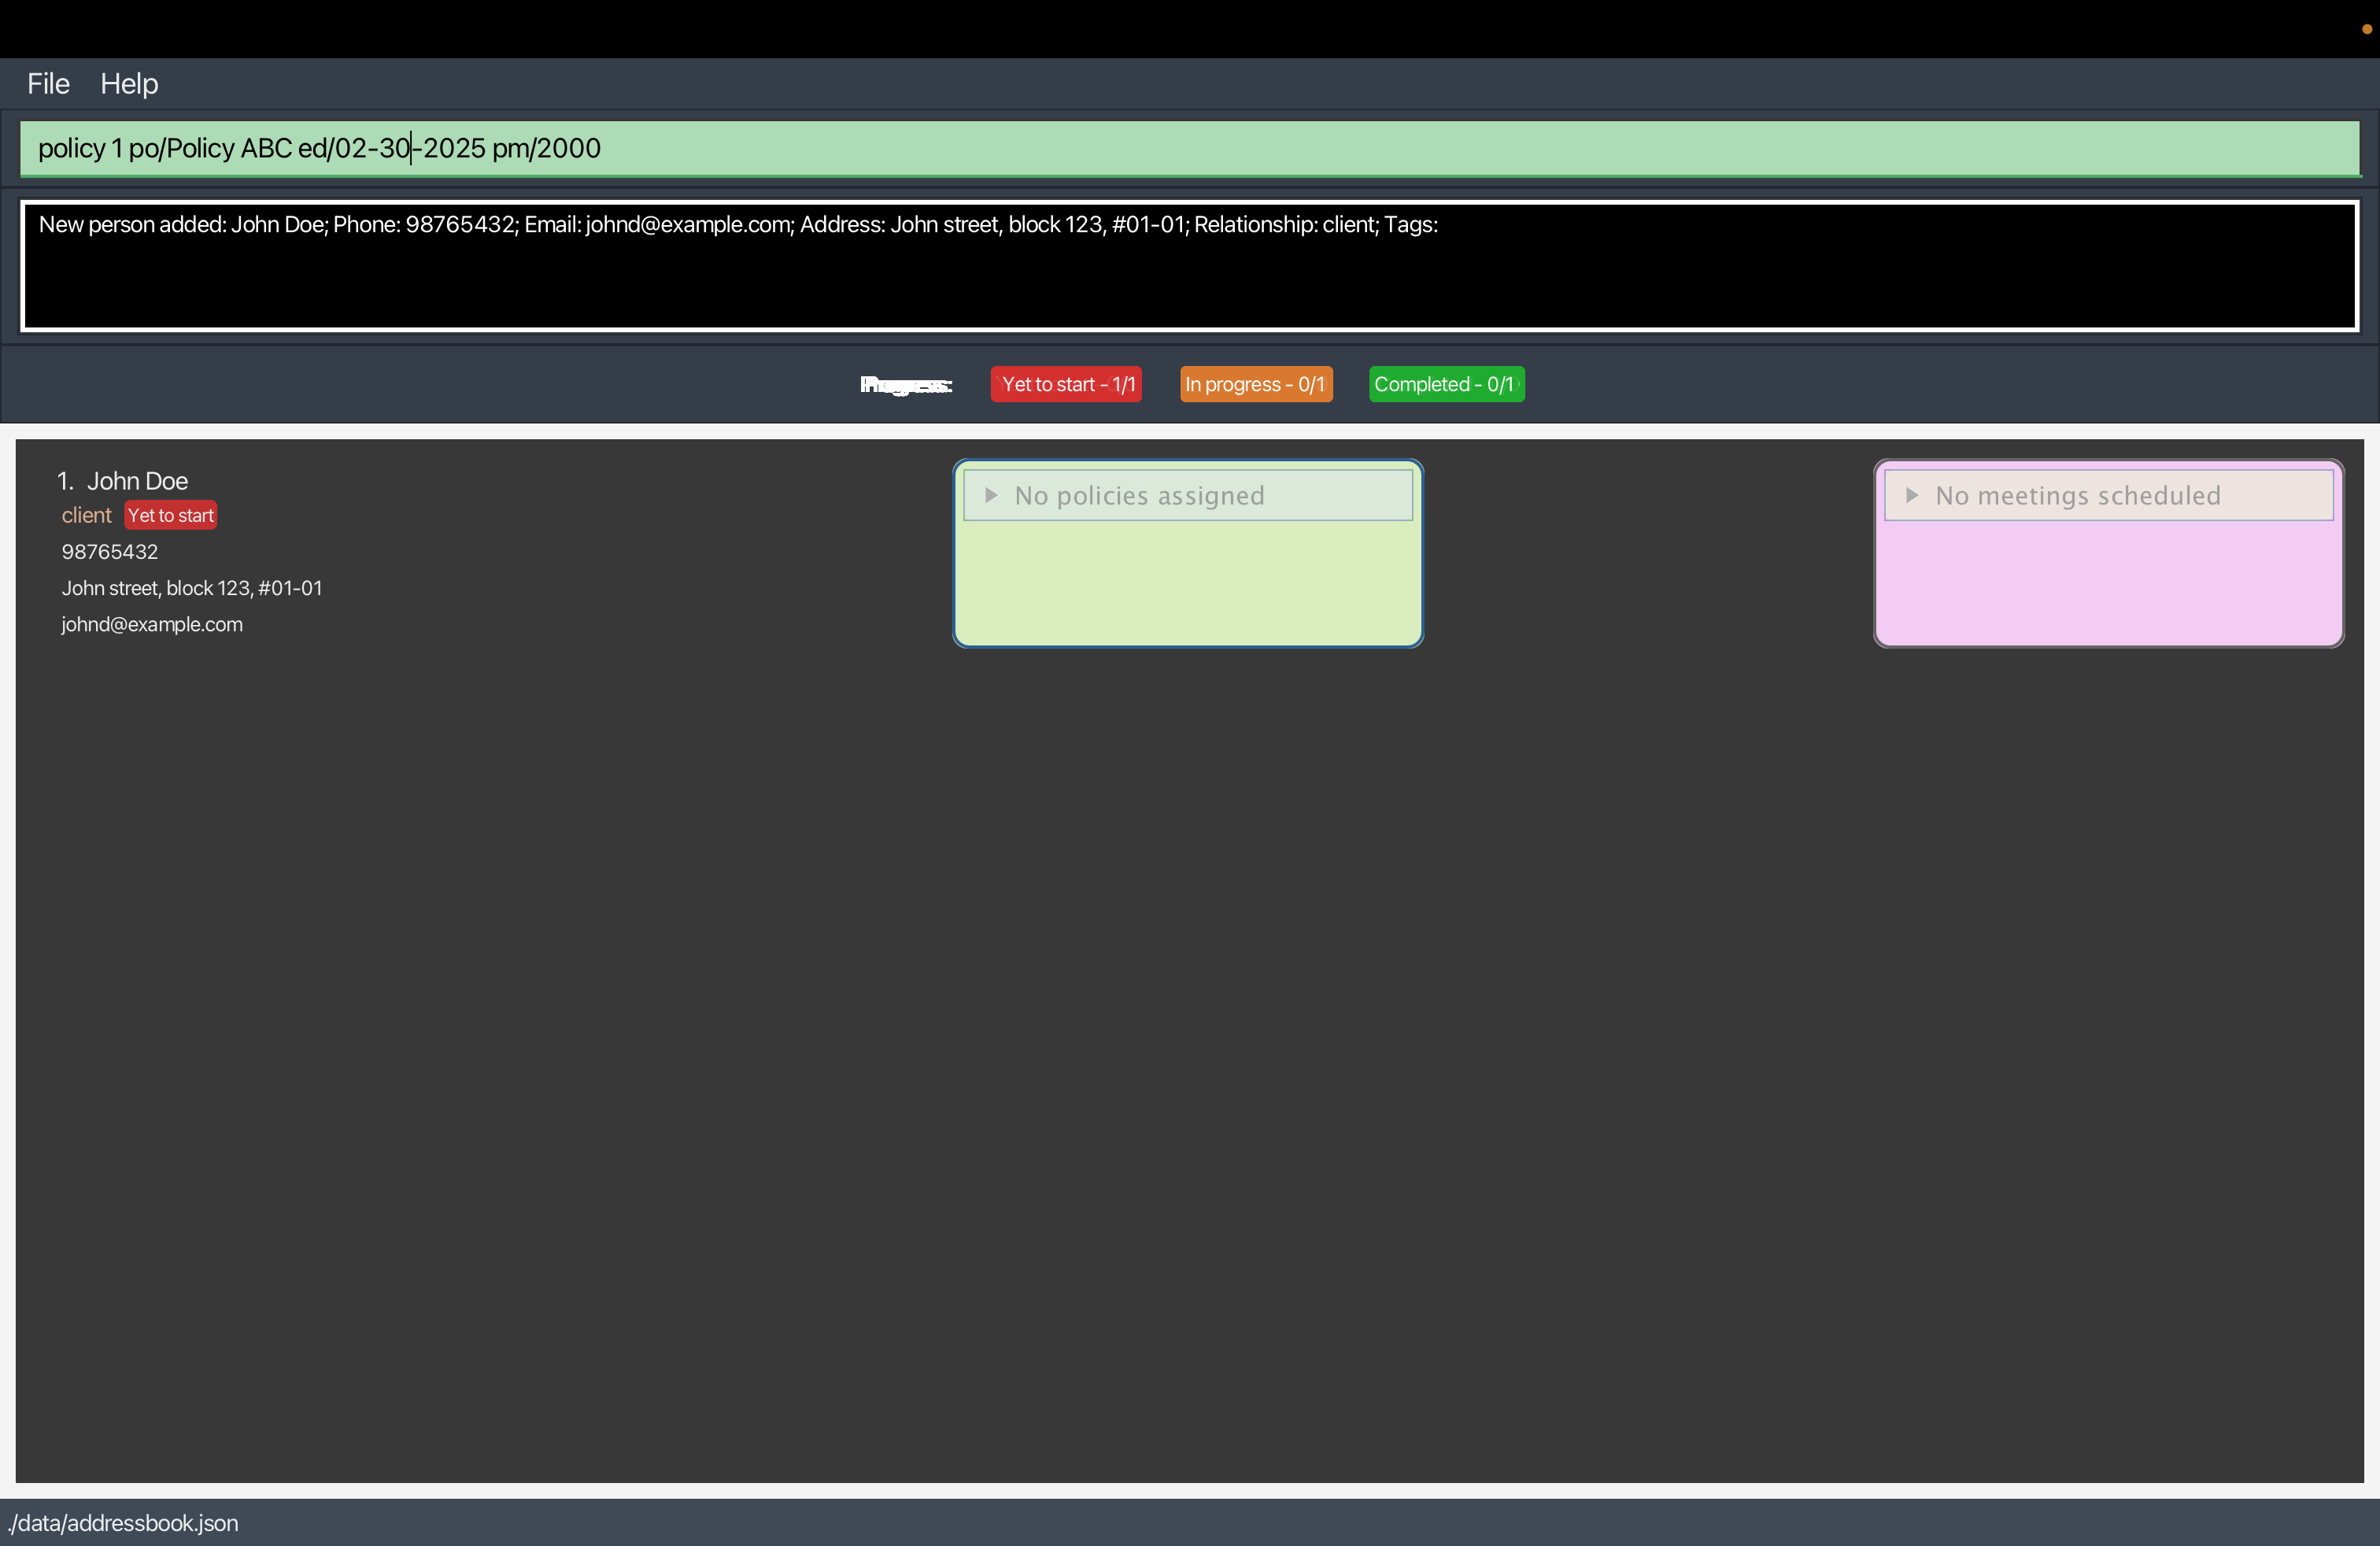 File Help
policy 1 po/Policy ABC ed/02-30-2025 pm/2000
New person added: John Doe; Phone: 98765432; Email: johnd@example.com; Address: John street, block 123, #01-01; Relationship: client; Tags:
Yet to start - 1/1 In progress - 0/1 Completed - 0/1
1. John Doe
client Yet to start
98765432
John street, block 123, #01-01
johnd@example.com
No policies assigned
No meetings scheduled
./data/addressbook.json